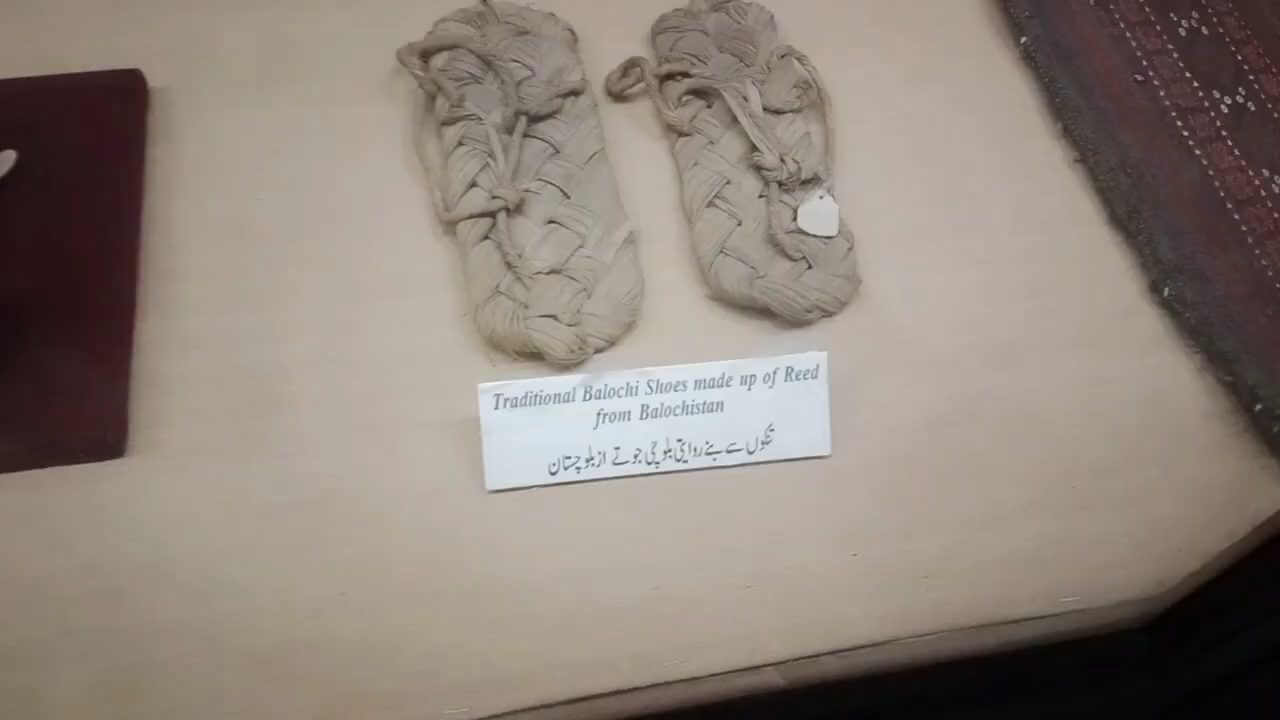 Traditional Balochi Shoes made up of Reed
from Balochistan
تنکوں سے بنے روایتی بلوچی جوتے از بلوچستان